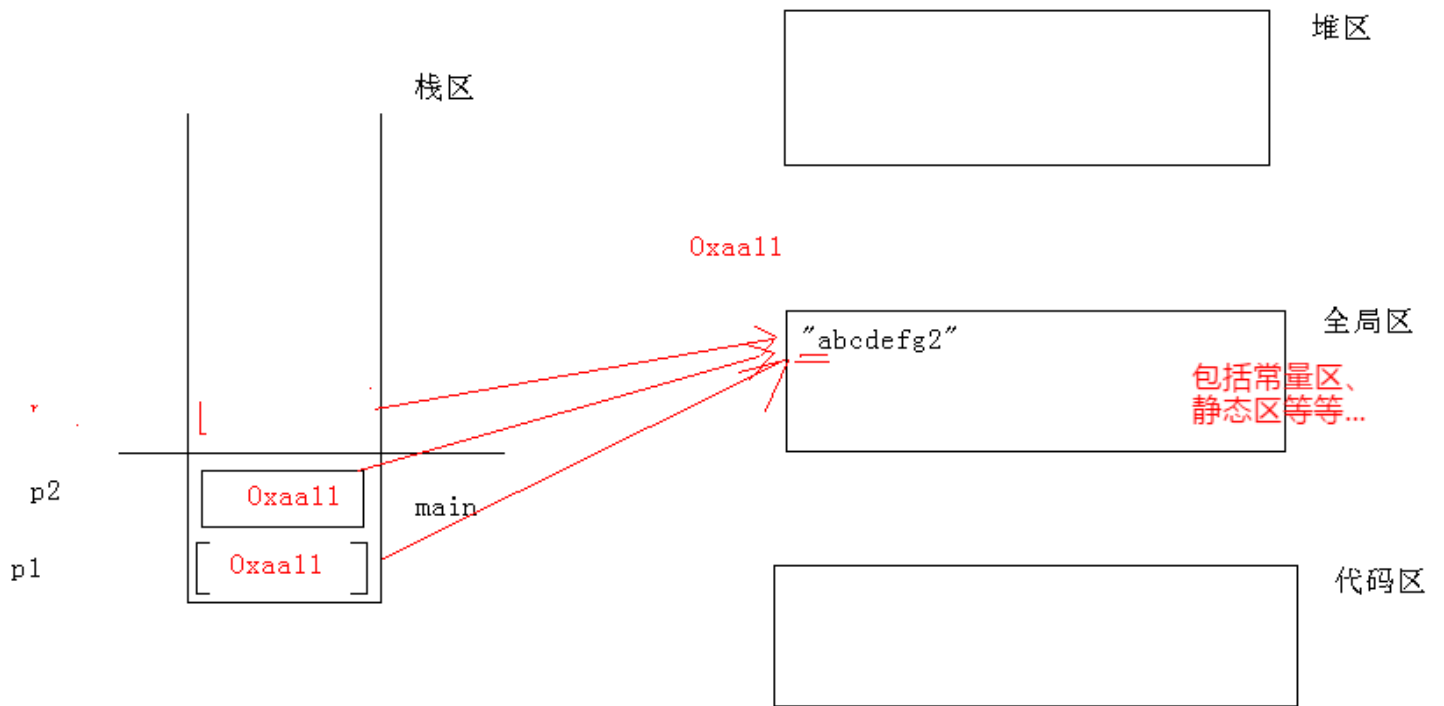 堆区
栈区
0xaa11
全局区
"abcdefg2"
包括常量区、
静态区等等...
p2
0xaa11
main
p1
0xaa11
代码区